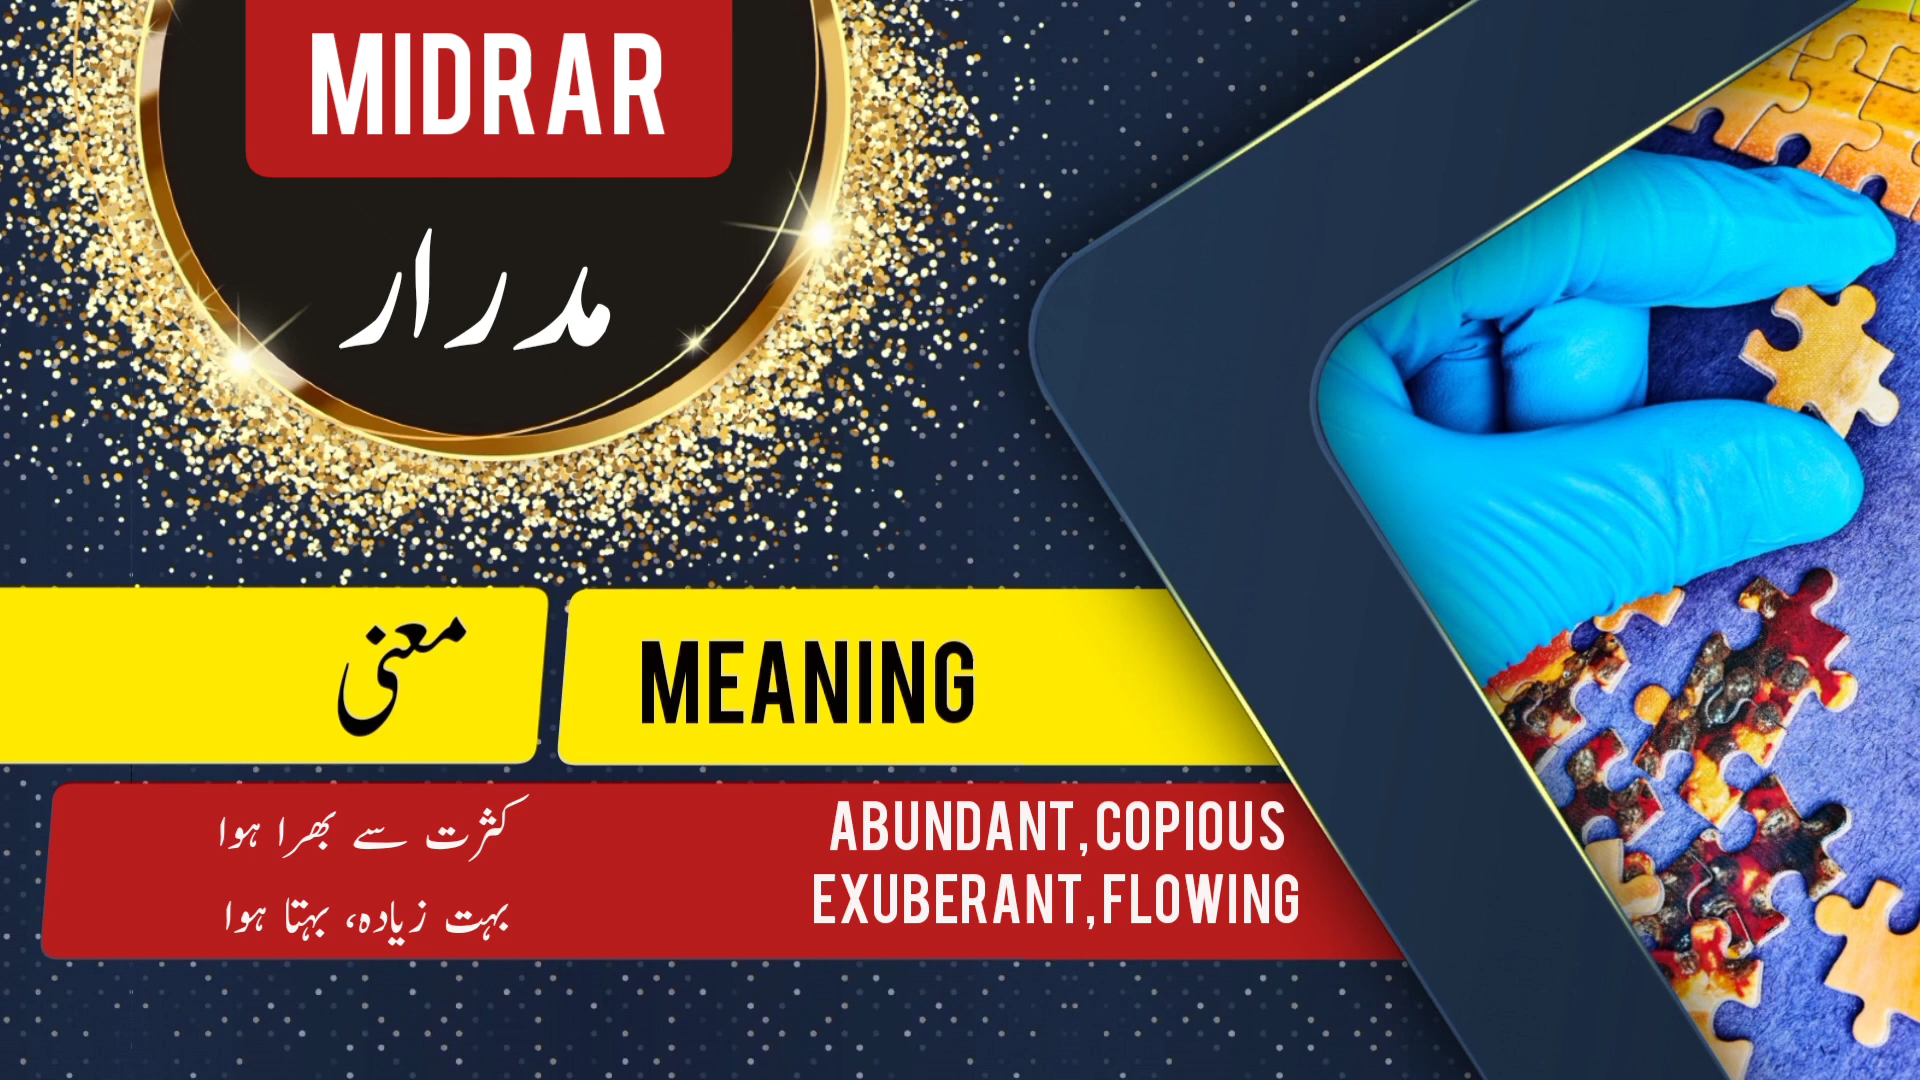 MIDRAR
مدرار
معنی
MEANING
کثرت سے بھرا ہوا
بہت زیادہ، بہتا ہوا
ABUNDANT, COPIOUS
EXUBERANT, FLOWING